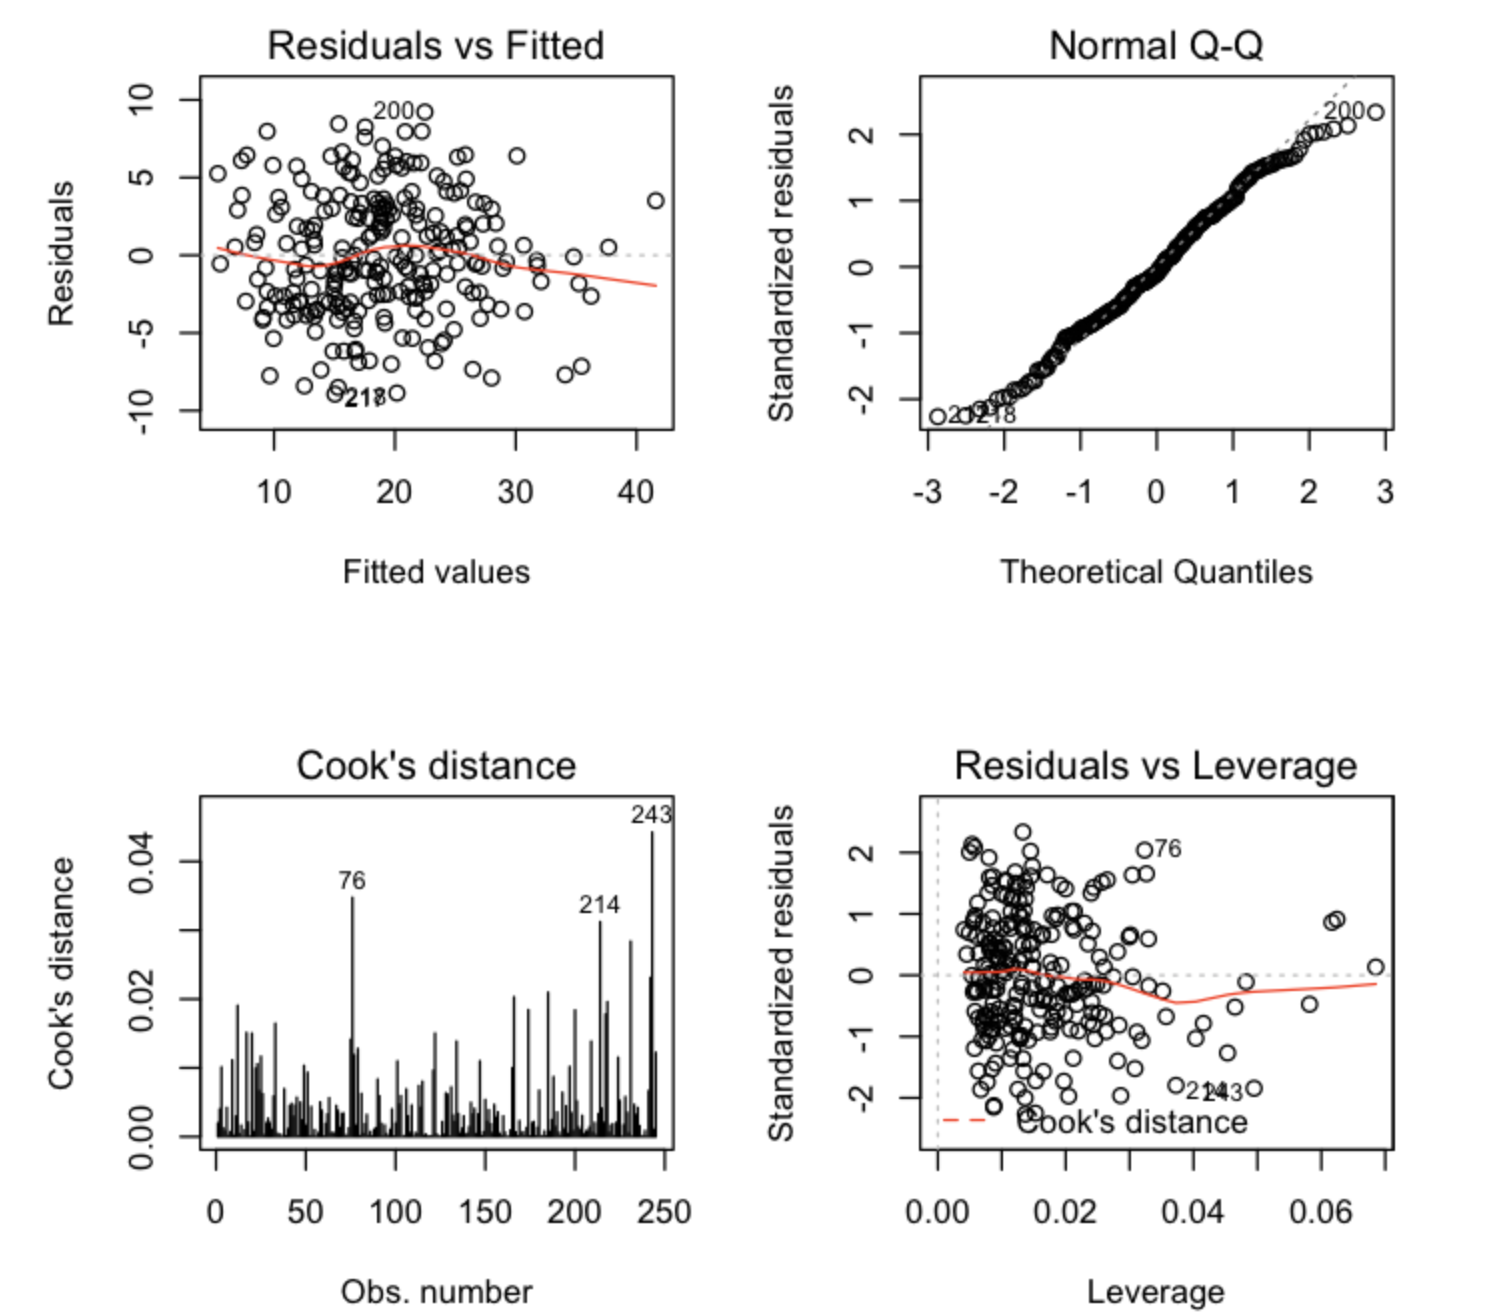 Residuals vs Fitted
Residuals
10
5
0
-5
-10
200
218
10 20 30 40
Fitted values
Normal Q-Q
Standardized residuals
2
1
0
-1
-2
200
218
-3 -2 -1 0 1 2 3
Theoretical Quantiles
Cook's distance
Cook's distance
0.04
0.02
0.00
76
214
243
0 50 100 150 200 250
Obs. number
Residuals vs Leverage
Standardized residuals
2
1
0
-1
-2
76
214
243
Cook's distance
0.00 0.02 0.04 0.06
Leverage